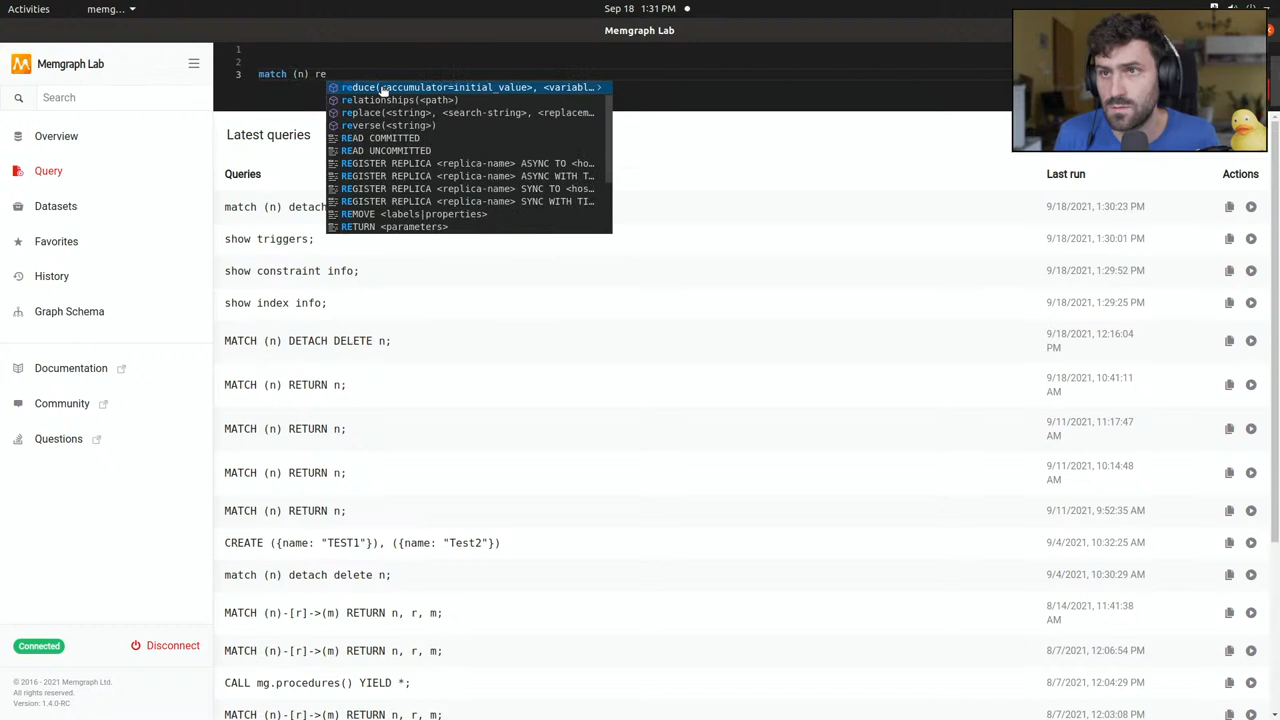 Activities
memg...
Sep 18 1:31 PM
Memgraph Lab
Memgraph Lab
Search
Overview
Query
Datasets
Favorites
History
Graph Schema
Documentation
Community
Questions
Connected
Disconnect
© 2016 - 2021 Memgraph Ltd.
All rights reserved.
Version: 1.4.0-RC
1
2
3 match (n) re
reduce(<accumulator=initial_value>, <variabl...
relationships(<path>)
replace(<string>, <search-string>, <replacem...
reverse(<string>)
READ COMMITTED
READ UNCOMMITTED
REGISTER REPLICA <replica-name> ASYNC TO <ho...
REGISTER REPLICA <replica-name> ASYNC WITH T...
REGISTER REPLICA <replica-name> SYNC TO <hos...
REGISTER REPLICA <replica-name> SYNC WITH TI...
REMOVE <labels|properties>
RETURN <parameters>
Latest queries
Queries Last run Actions
match (n) detach 9/18/2021, 1:30:23 PM
show triggers; 9/18/2021, 1:30:01 PM
show constraint info; 9/18/2021, 1:29:52 PM
show index info; 9/18/2021, 1:29:25 PM
MATCH (n) DETACH DELETE n; 9/18/2021, 12:16:04
PM
MATCH (n) RETURN n; 9/18/2021, 10:41:11
AM
MATCH (n) RETURN n; 9/11/2021, 11:17:47
AM
MATCH (n) RETURN n; 9/11/2021, 10:14:48
AM
MATCH (n) RETURN n; 9/11/2021, 9:52:35 AM
CREATE ({name: "TEST1"}), ({name: "Test2"}) 9/4/2021, 10:32:25 AM
match (n) detach delete n; 9/4/2021, 10:30:29 AM
MATCH (n)-[r]->(m) RETURN n, r, m; 8/14/2021, 11:41:38
AM
MATCH (n)-[r]->(m) RETURN n, r, m; 8/7/2021, 12:06:54 PM
CALL mg.procedures() YIELD *; 8/7/2021, 12:04:29 PM
MATCH (n)-[r]->(m) RETURN n, r, m; 8/7/2021, 12:03:08 PM